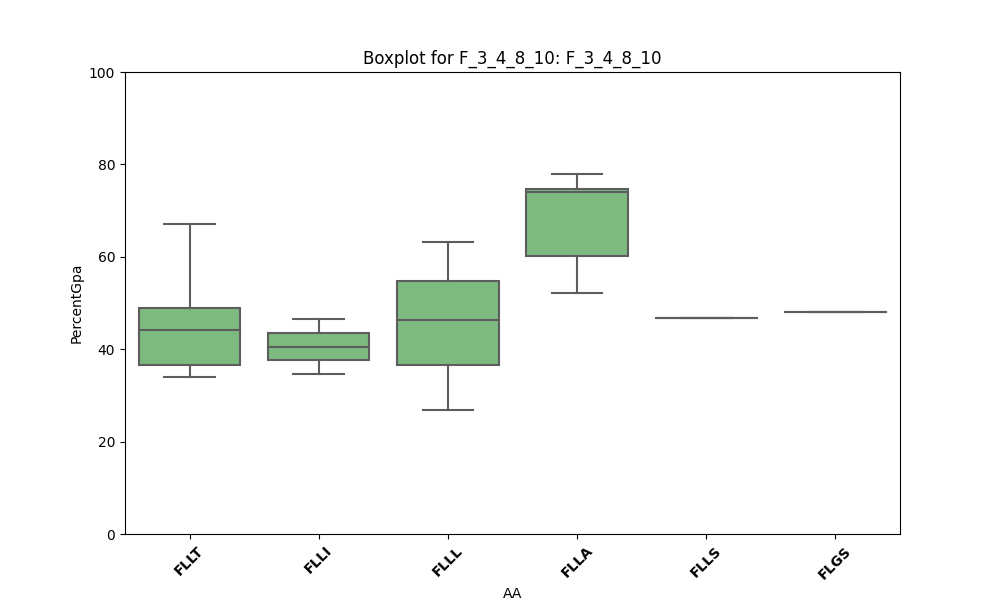 Boxplot for F_3_4_8_10: F_3_4_8_10
100
80
60
40
20
0
PercentGpa
FLLT
FLLI
FLLL
FLLA
FLLS
FLGS
AA